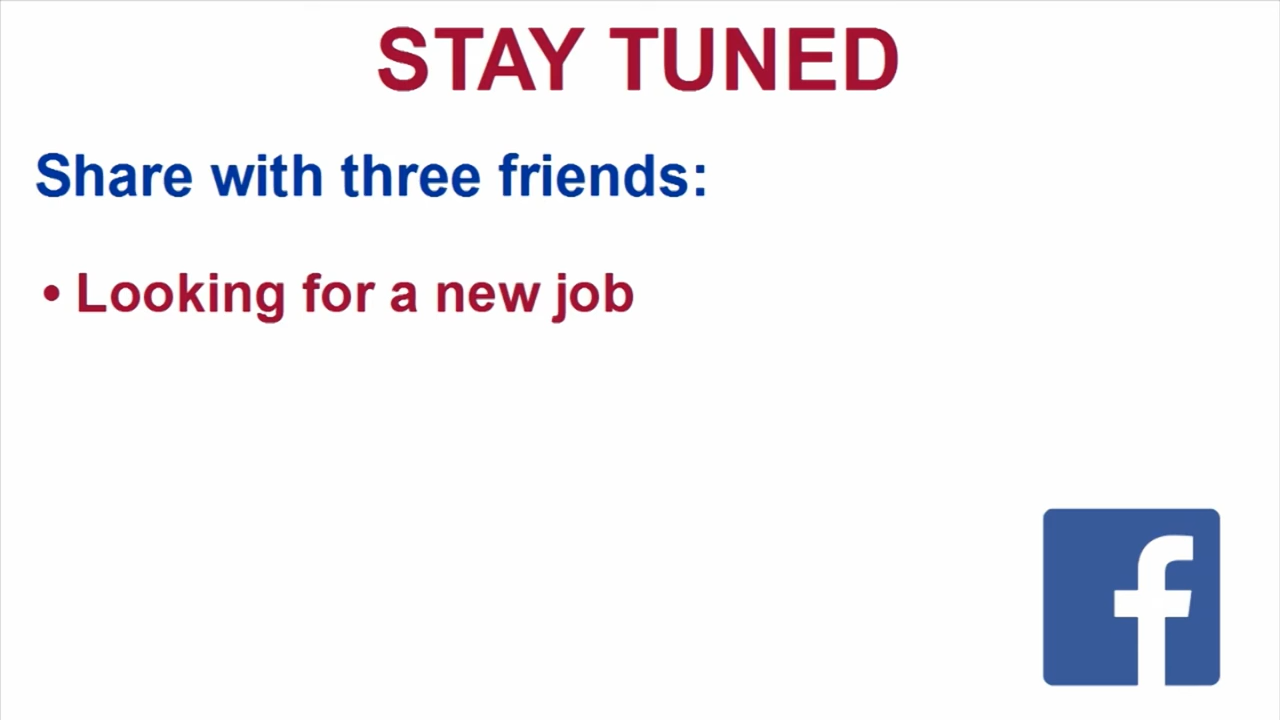 STAY TUNED
Share with three friends:
• Looking for a new job
f